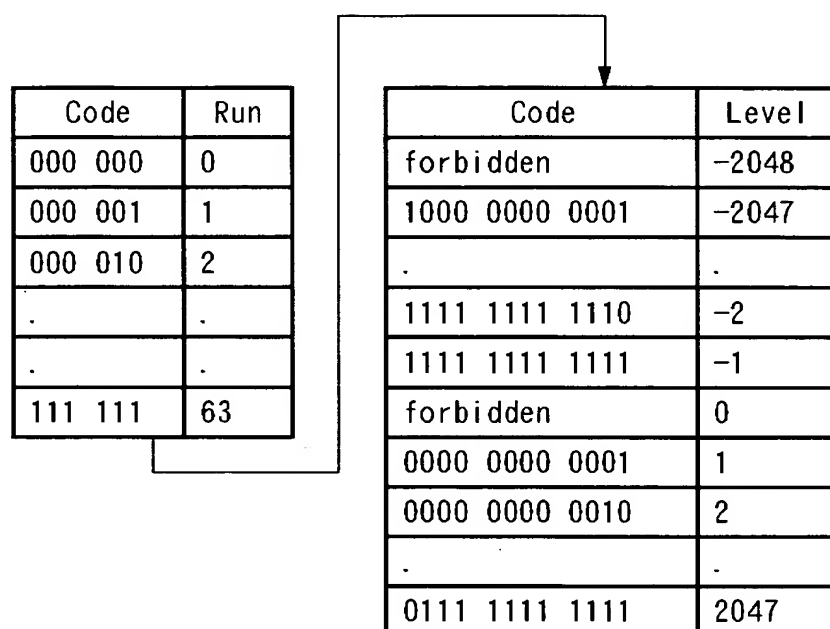 Code Run
000 000 0
000 001 1
000 010 2
. .
. .
111 111 63
Code Level
forbidden -2048
1000 0000 0001 -2047
. .
1111 1111 1110 -2
1111 1111 1111 -1
forbidden 0
0000 0000 0001 1
0000 0000 0010 2
. .
0111 1111 1111 2047